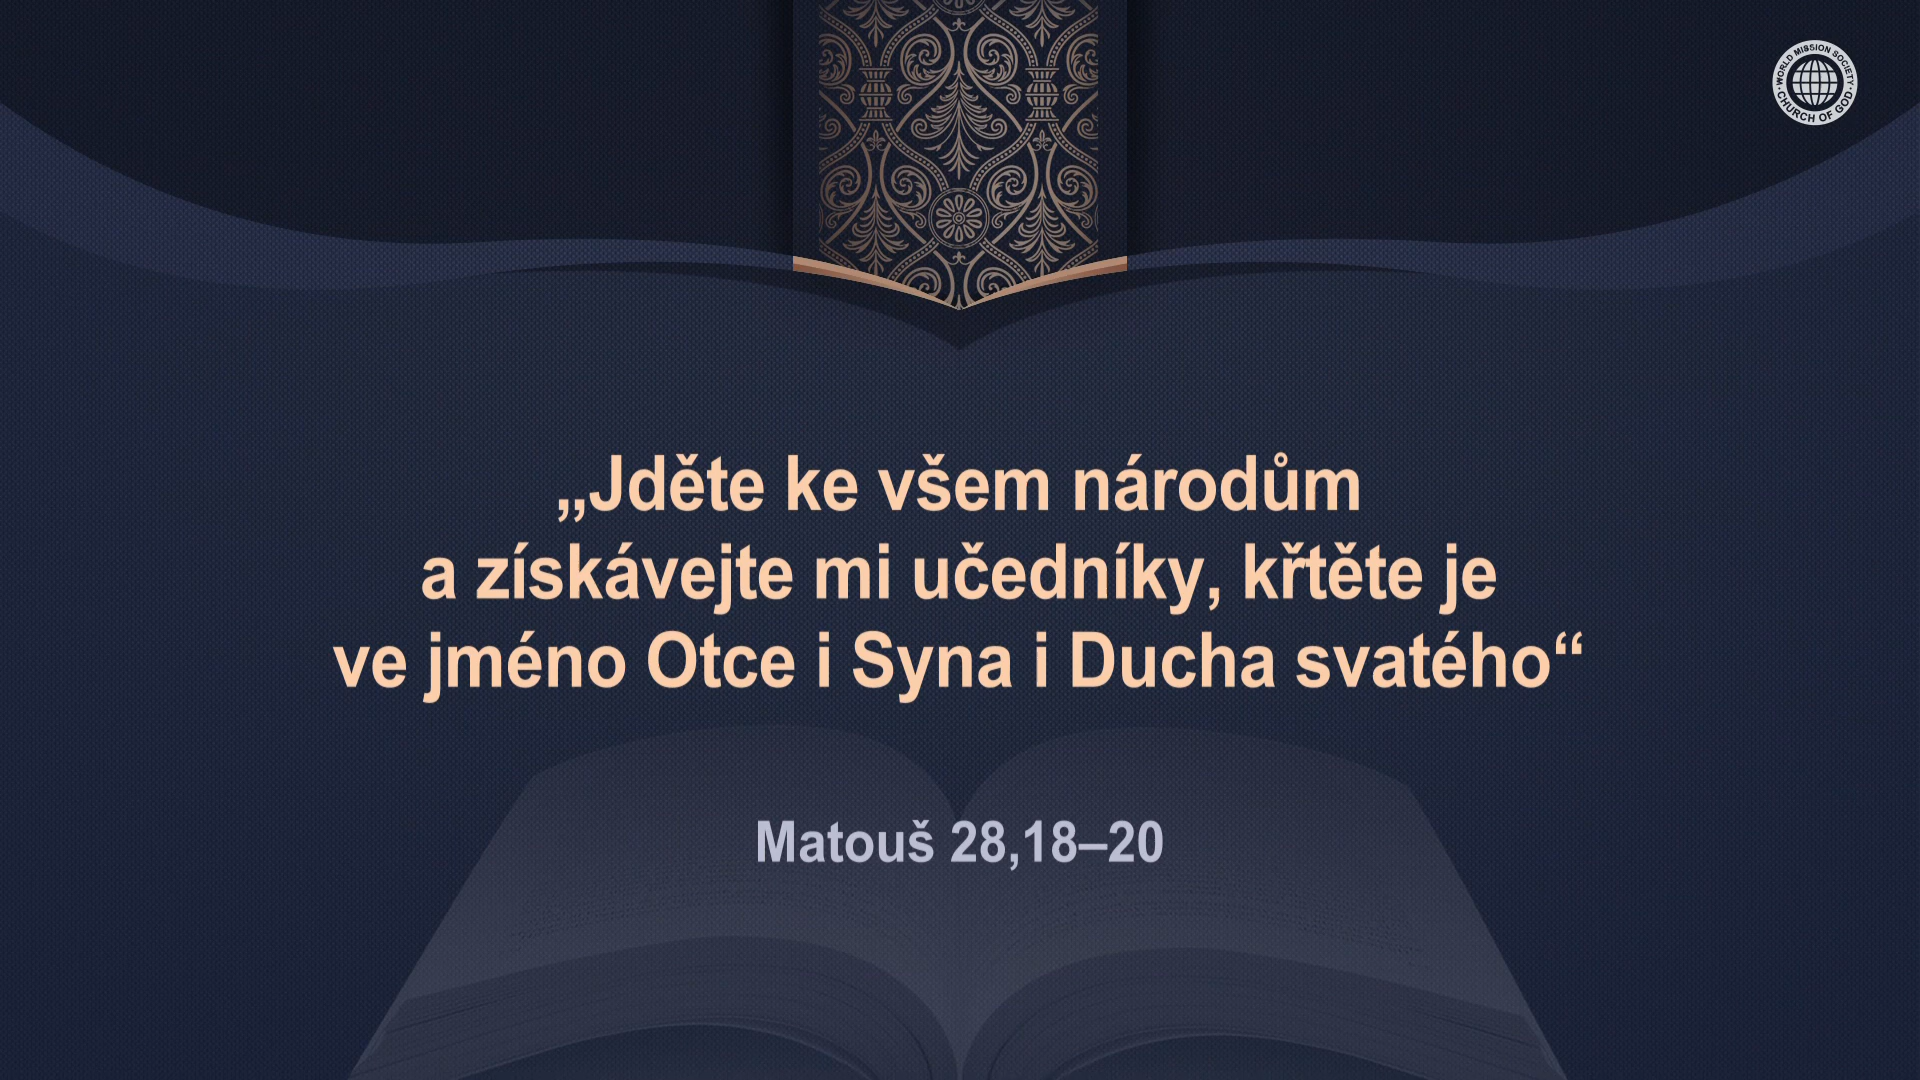 WORLD MISSION SOCIETY
CHURCH OF GOD
„Jděte ke všem národům
a získávejte mi učedníky, křtěte je
ve jméno Otce i Syna i Ducha svatého“
Matouš 28,18–20